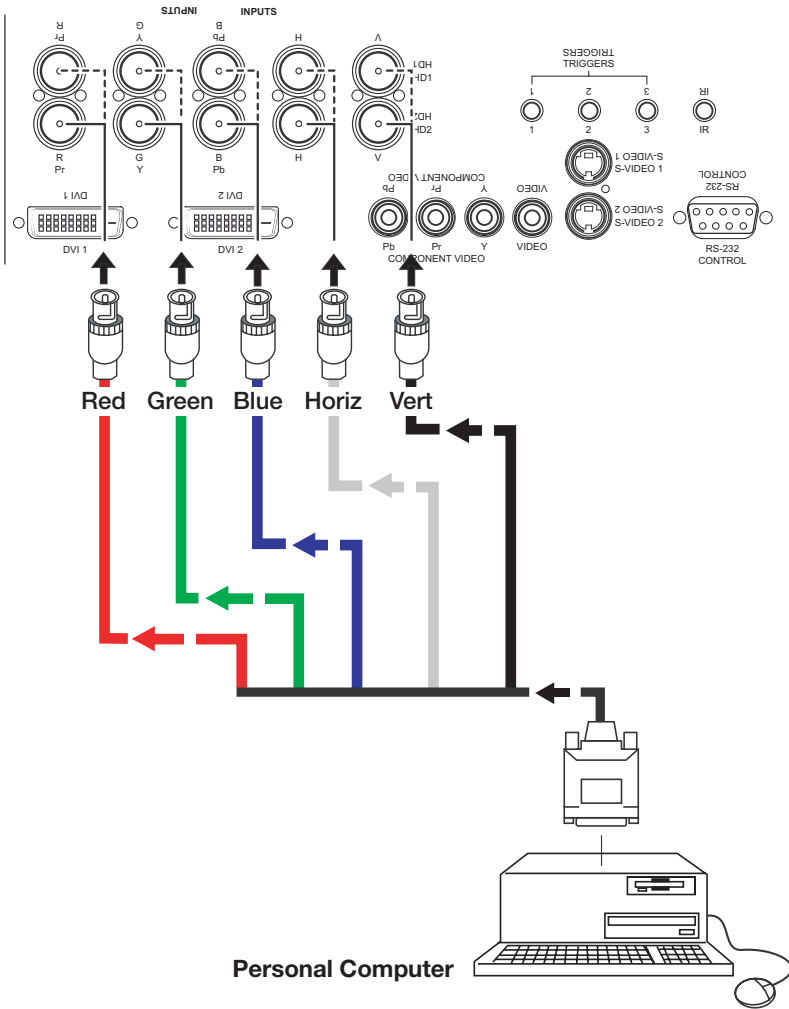 INPUTS INPUTS
R G B
Pr Y Pb H V
HD1
HD1
HD2
HD2
R G B H V
Pr Y Pb
TRIGGERS
TRIGGERS
1 2 3 IR
1 2 3 IR
S-VIDEO 1
S-VIDEO 1
S-VIDEO 2
S-VIDEO 2
RS-232
CONTROL
RS-232
CONTROL
DVI 1 DVI 2
DVI 1 DVI 2
COMPONENT VIDEO
Pb Pr Y VIDEO
Pb Pr Y VIDEO
COMPONENT VIDEO
Red Green Blue Horiz Vert
Personal Computer